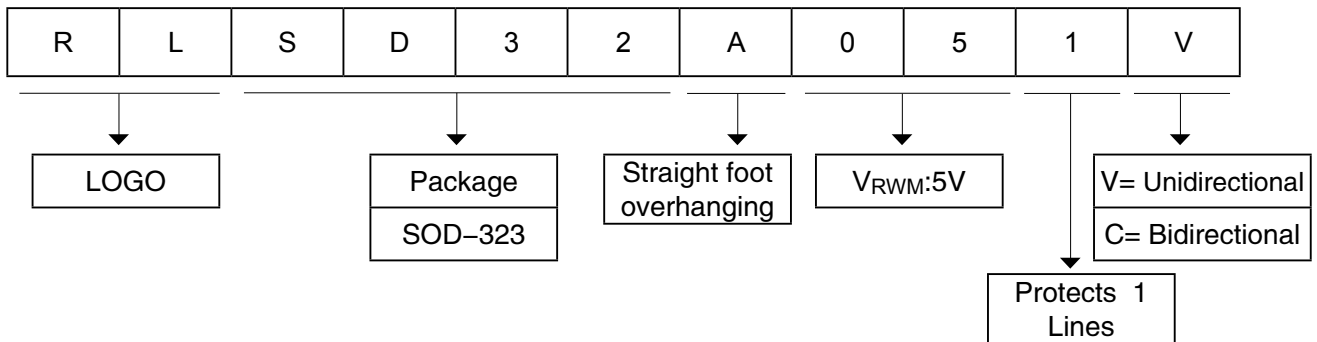 R L S D 3 2 A 0 5 1 V
LOGO
Package
SOD–323
Straight foot
overhanging
VRWM:5V
V= Unidirectional
C= Bidirectional
Protects 1
Lines